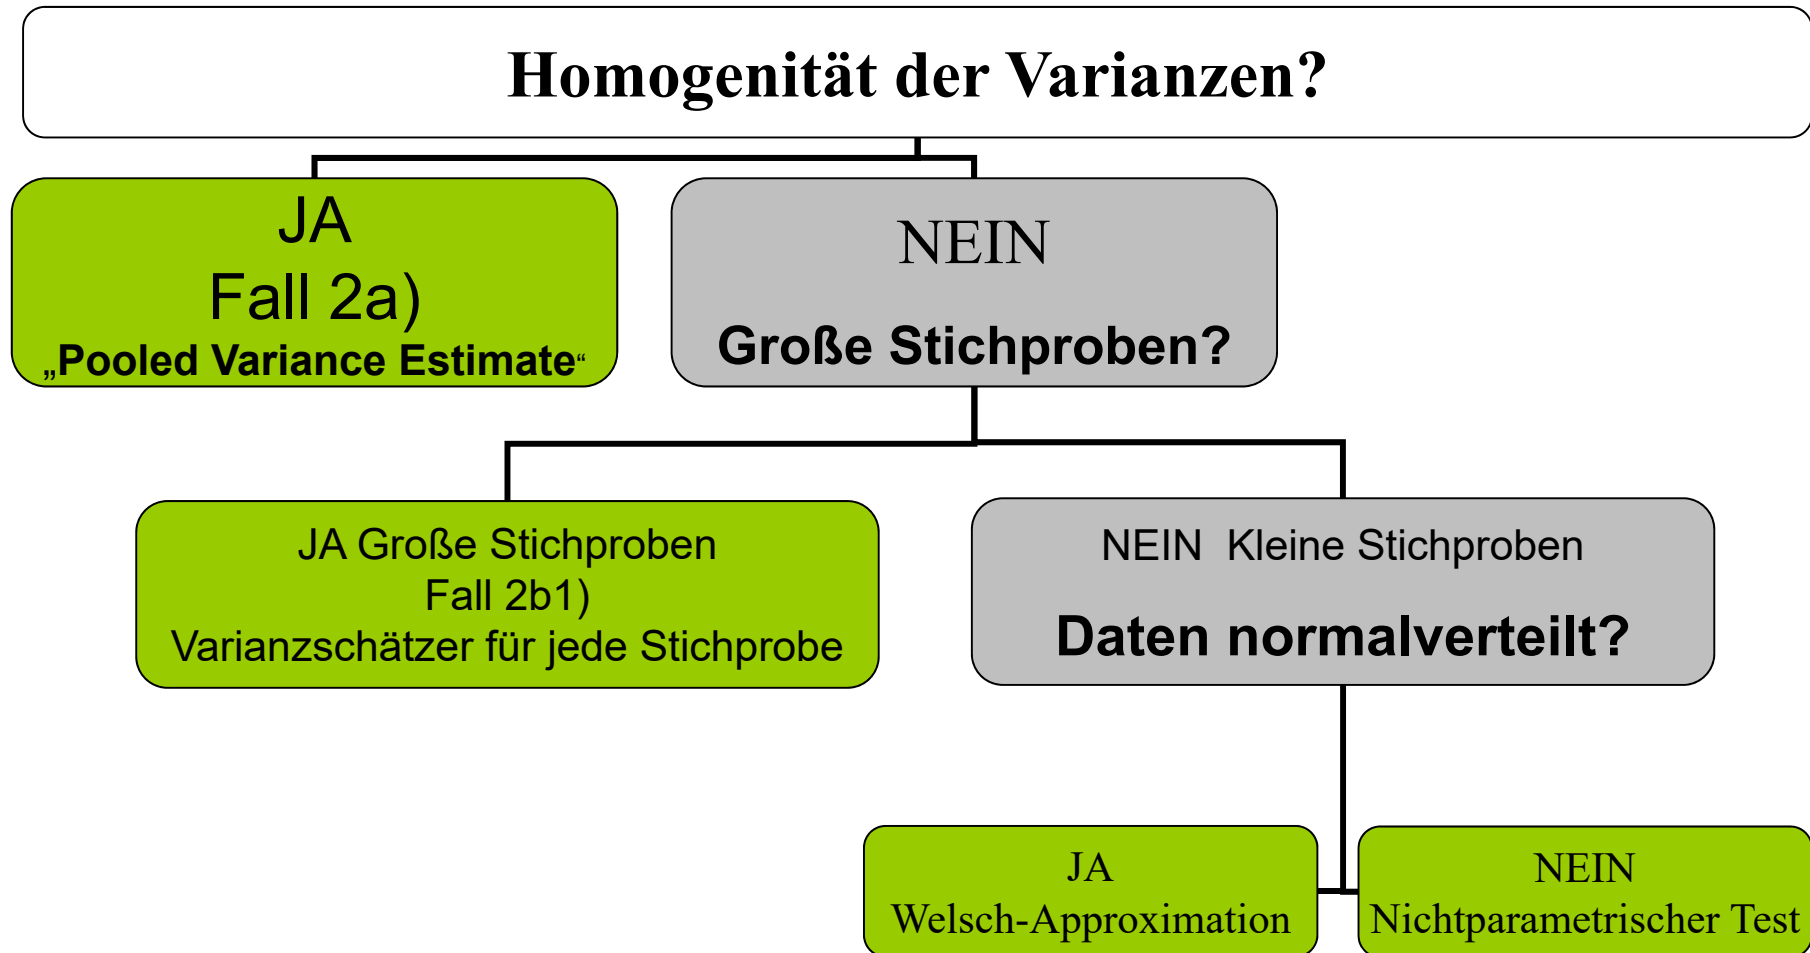 Homogenität der Varianzen?
JA
Fall 2a)
„Pooled Variance Estimate“
NEIN
Große Stichproben?
JA Große Stichproben
Fall 2b1)
Varianzschätzer für jede Stichprobe
NEIN  Kleine Stichproben
Daten normalverteilt?
JA
Welsch-Approximation
NEIN
Nichtparametrischer Test